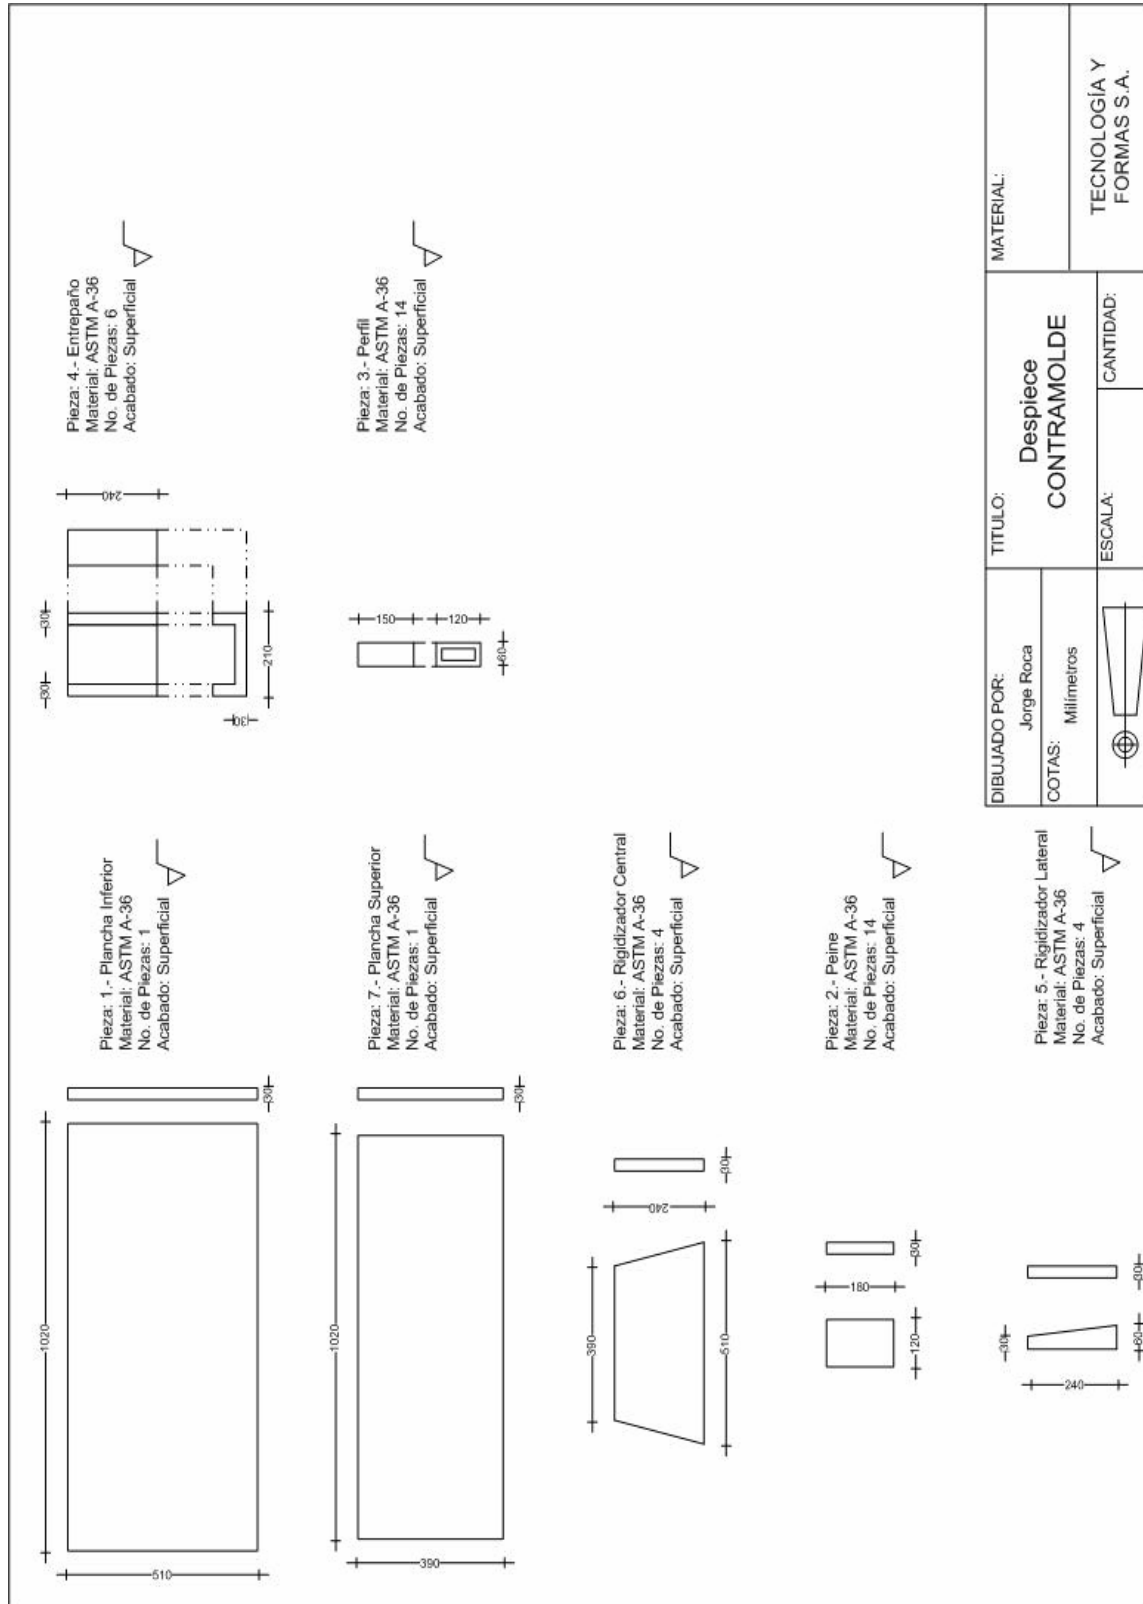 1020
510
30
Pieza: 1.- Plancha Inferior
Material: ASTM A-36
No. de Piezas: 1
Acabado: Superficial
30
30
240
210
30
Pieza: 4.- Entrepaño
Material: ASTM A-36
No. de Piezas: 6
Acabado: Superficial
1020
390
30
Pieza: 7.- Plancha Superior
Material: ASTM A-36
No. de Piezas: 1
Acabado: Superficial
150
120
60
Pieza: 3.- Perfil
Material: ASTM A-36
No. de Piezas: 14
Acabado: Superficial
390
240
510
30
Pieza: 6.- Rigidizador Central
Material: ASTM A-36
No. de Piezas: 4
Acabado: Superficial
180
120
30
Pieza: 2.- Peine
Material: ASTM A-36
No. de Piezas: 14
Acabado: Superficial
30
240
60
30
Pieza: 5.- Rigidizador Lateral
Material: ASTM A-36
No. de Piezas: 4
Acabado: Superficial
DIBUJADO POR:
Jorge Roca
COTAS:
Milímetros
TITULO:
Despiece
CONTRAMOLDE
ESCALA:
CANTIDAD:
MATERIAL:
TECNOLOGÍA Y
FORMAS S.A.